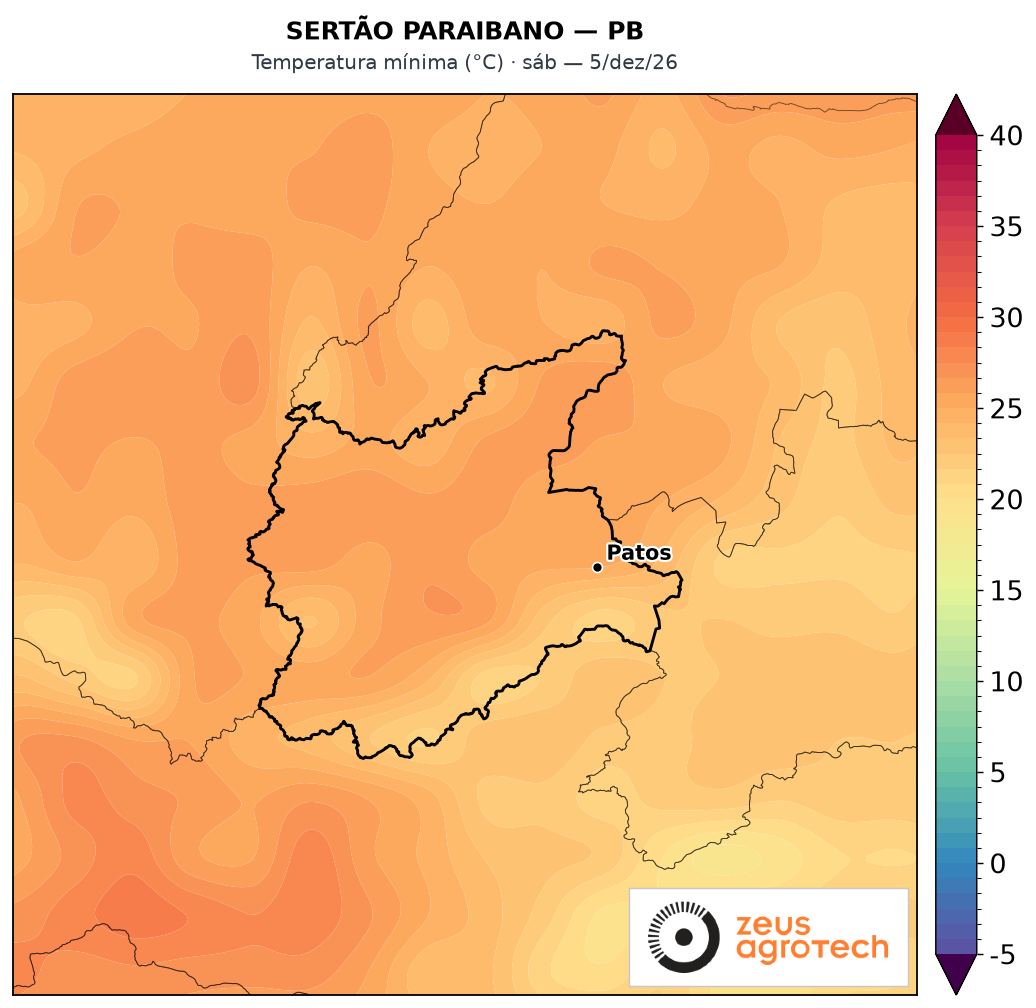 SERTÃO PARAIBANO — PB
Temperatura mínima (°C) · sáb — 5/dez/26
40
35
30
25
20
15
10
5
0
-5
Patos
zeus
agrotech